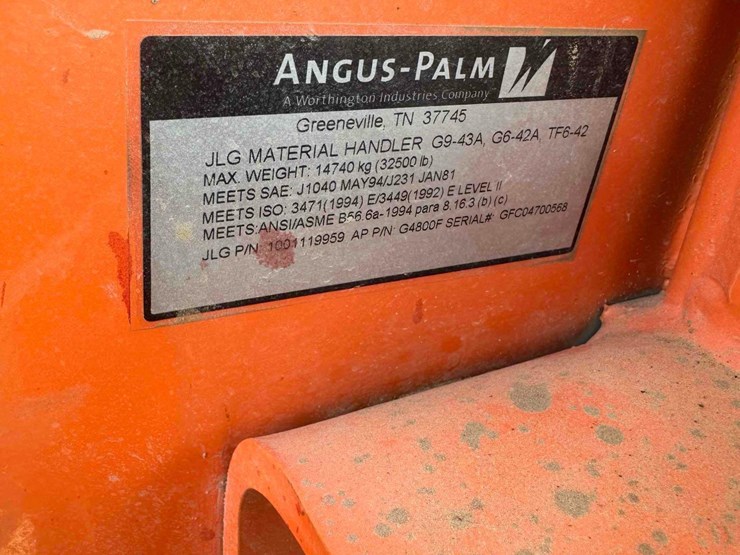 ANGUS-PALM
A Worthington Industries Company
Greeneville, TN 37745
JLG MATERIAL HANDLER G9-43A, G6-42A, TF6-42
MAX. WEIGHT: 14740 kg (32500 lb)
MEETS SAE: J1040 MAY94/J231 JAN81
MEETS ISO: 3471(1994) E/3449(1992) E LEVEL II
MEETS:ANSI/ASME B56.6a-1994 para 8.16.3 (b) (c)
JLG P/N: 1001119959 AP P/N: G4800F SERIAL#: GFC04700568